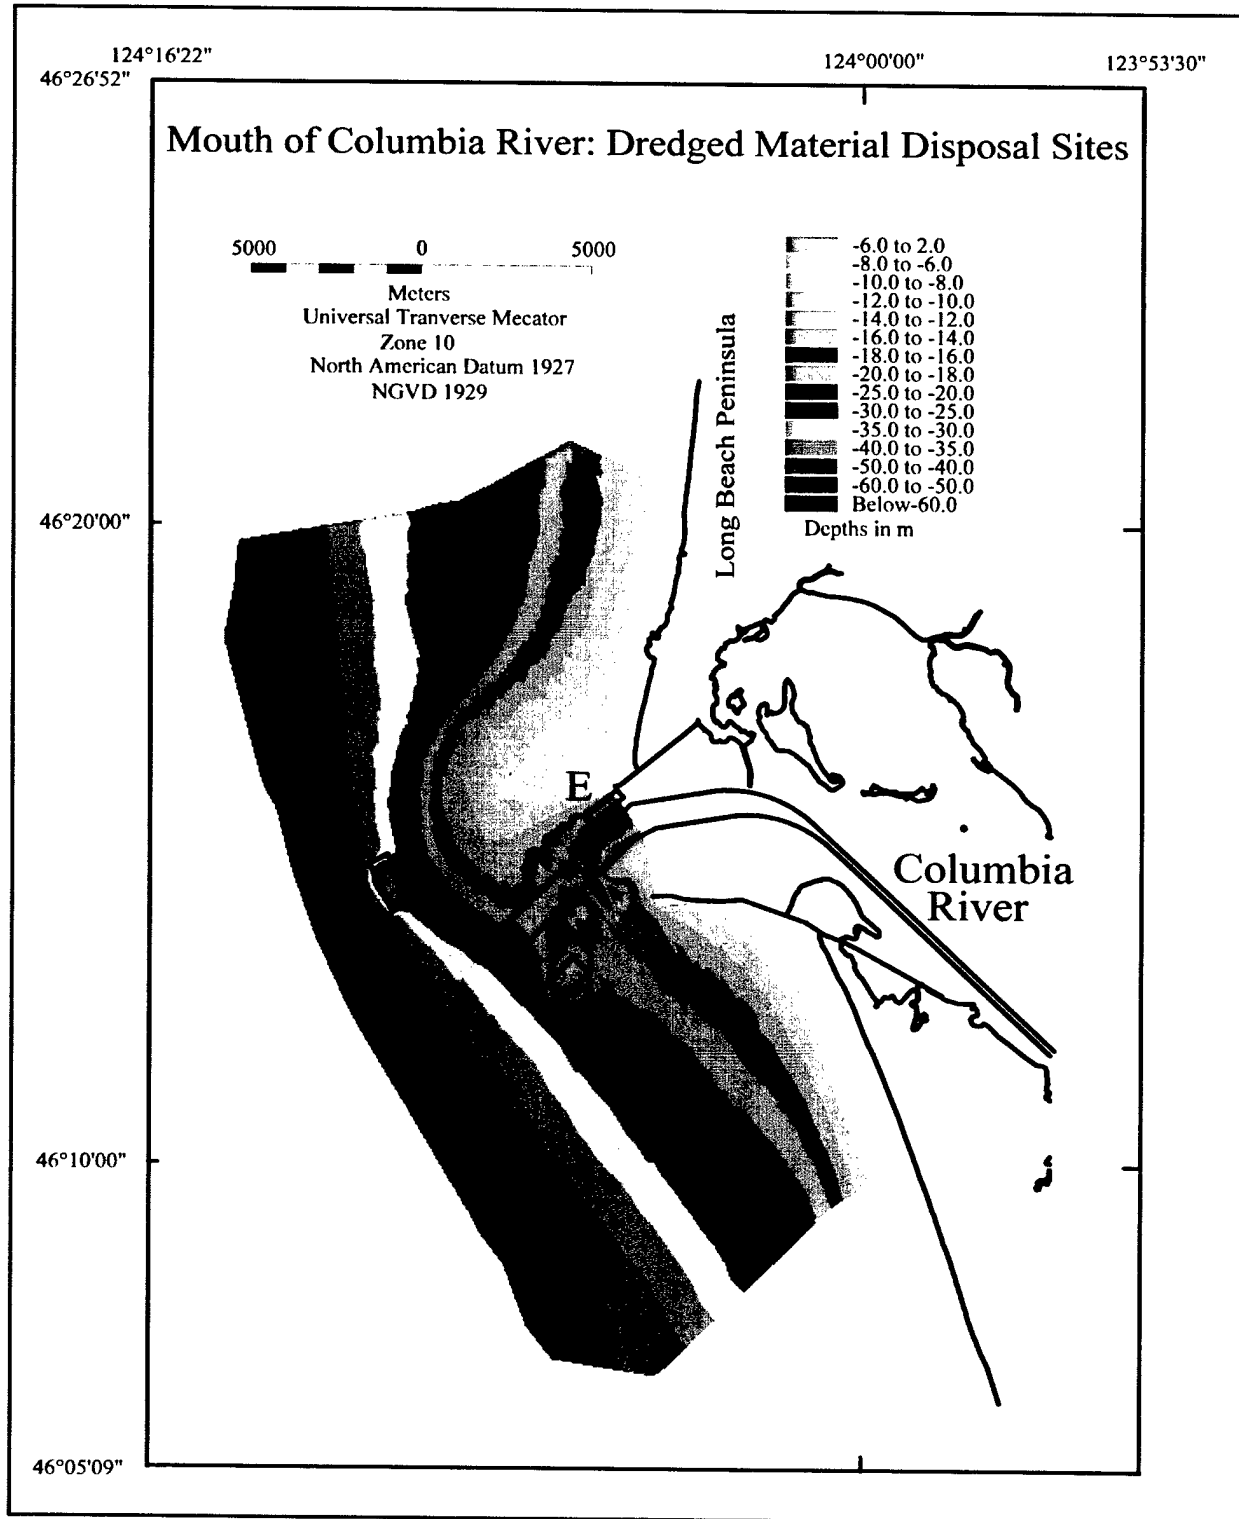 124°16'22" 124°00'00" 123°53'30"
46°26'52"
Mouth of Columbia River: Dredged Material Disposal Sites
5000 0 5000
Meters
Universal Tranverse Mecator
Zone 10
North American Datum 1927
NGVD 1929
-6.0 to 2.0
-8.0 to -6.0
-10.0 to -8.0
-12.0 to -10.0
-14.0 to -12.0
-16.0 to -14.0
-18.0 to -16.0
-20.0 to -18.0
-25.0 to -20.0
-30.0 to -25.0
-35.0 to -30.0
-40.0 to -35.0
-50.0 to -40.0
-60.0 to -50.0
Below-60.0
Depths in m
Long Beach Peninsula
46°20'00"
E
Columbia
River
46°10'00"
46°05'09"